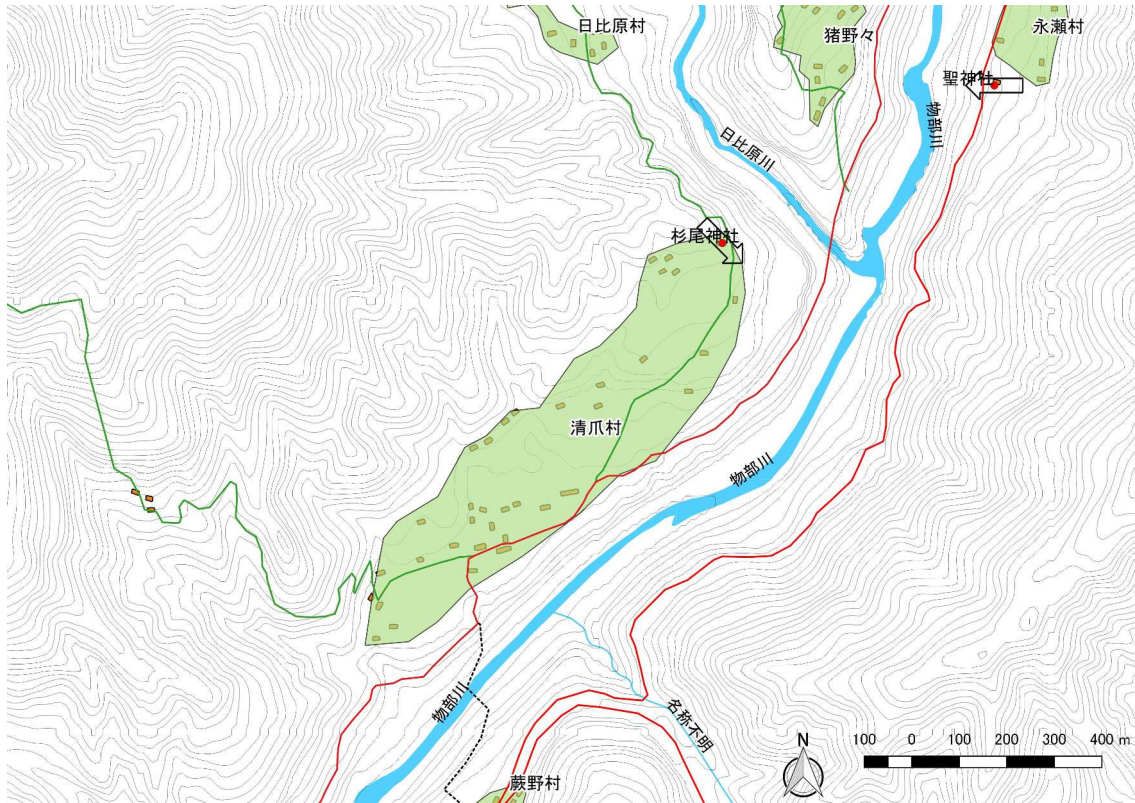 日比原村
猪野々
永瀬村
聖神社
物部川
日比原川
杉尾神社
清爪村
物部川
物部川
名称不明
蕨野村
N
100 0 100 200 300 400 m